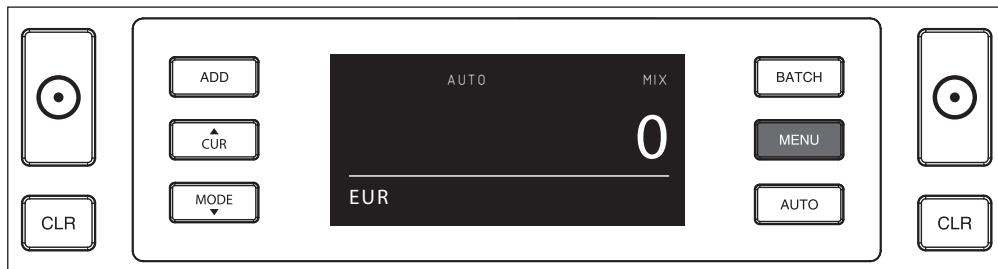 ADD
AUTO MIX
BATCH
CUR
0
MENU
MODE
EUR
AUTO
CLR
CLR